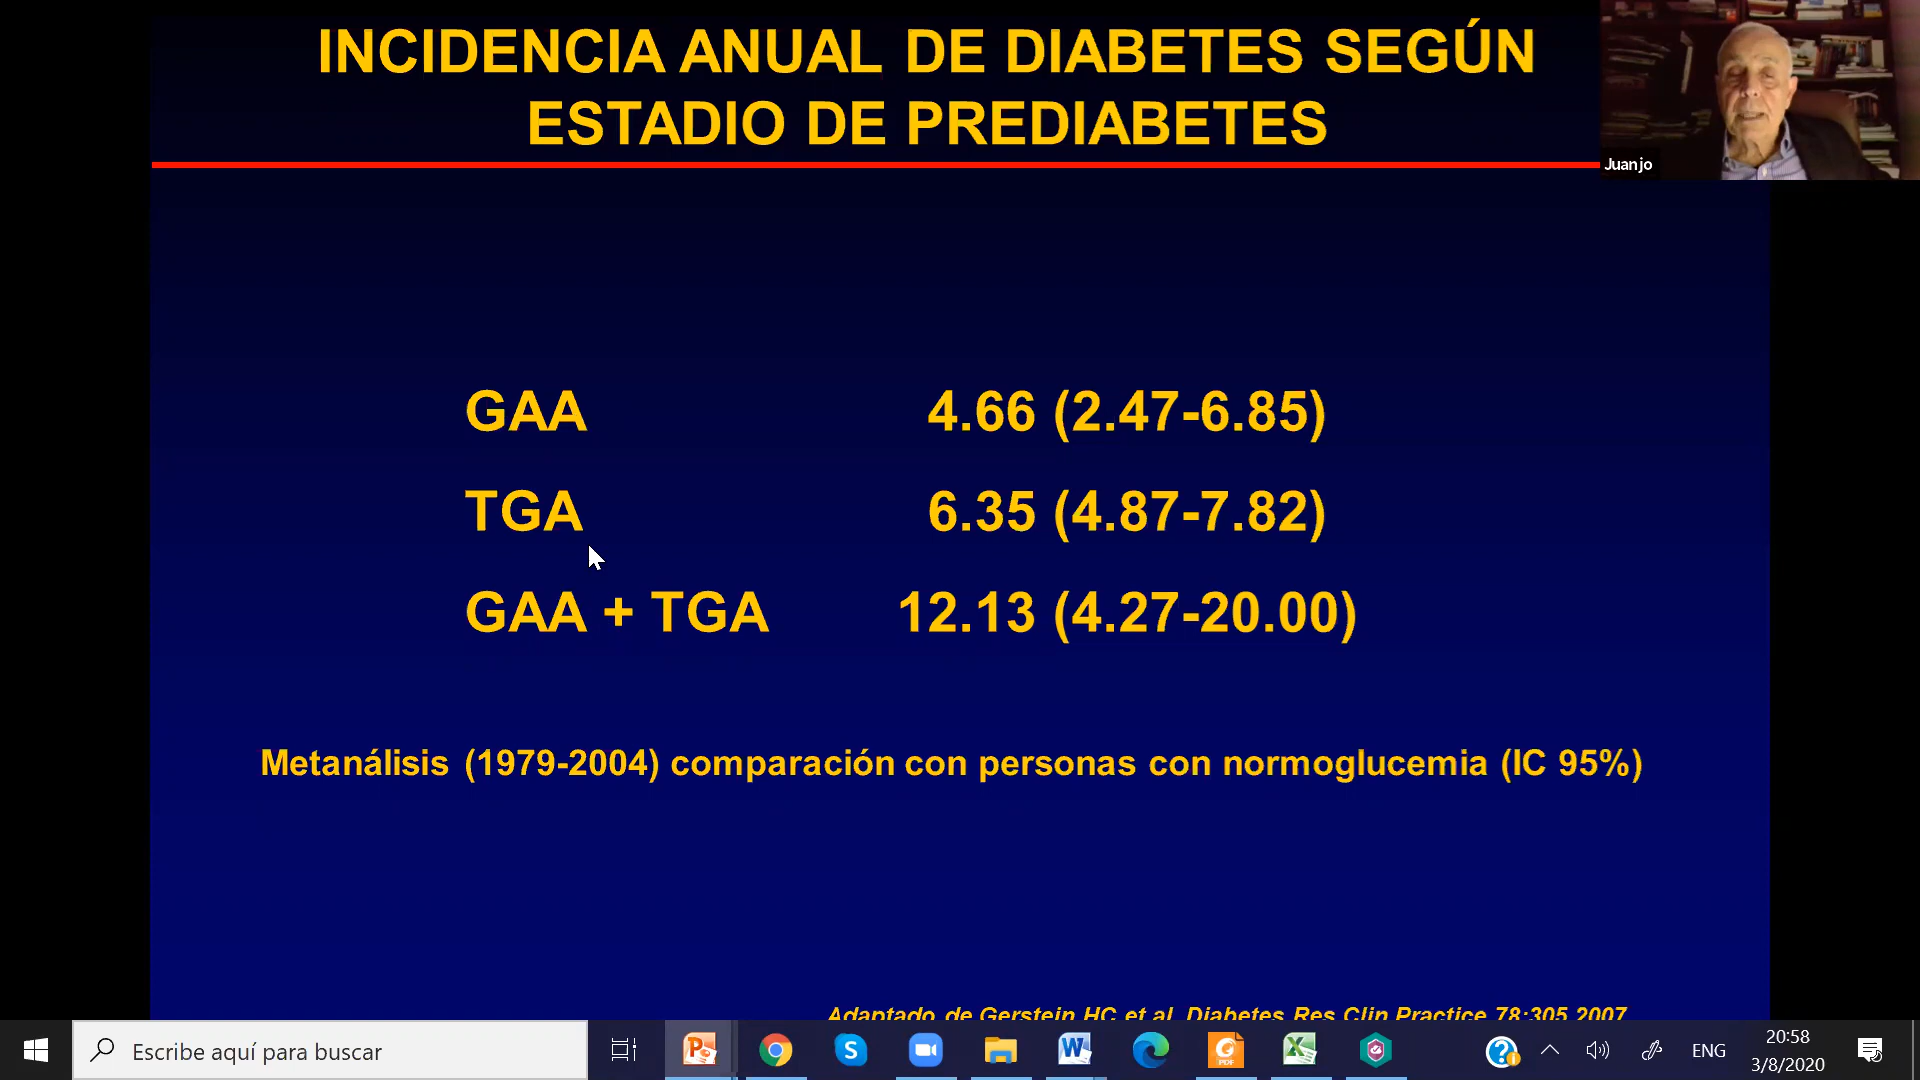 INCIDENCIA ANUAL DE DIABETES SEGÚN
ESTADIO DE PREDIABETES
Juanjo
GAA 4.66 (2.47-6.85)
TGA 6.35 (4.87-7.82)
GAA + TGA 12.13 (4.27-20.00)
Metanálisis (1979-2004) comparación con personas con normoglucemia (IC 95%)
Adaptado de Gerstein HC et al. Diabetes Res Clin Practice 78:305 2007
Escribe aquí para buscar
ENG
20:58
3/8/2020